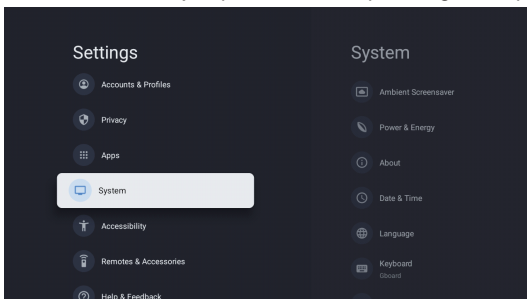 Settings
Accounts & Profiles
Privacy
Apps
System
Accessibility
Remotes & Accessories
Help & Feedback
System
Ambient Screensaver
Power & Energy
About
Date & Time
Language
Keyboard
Gboard